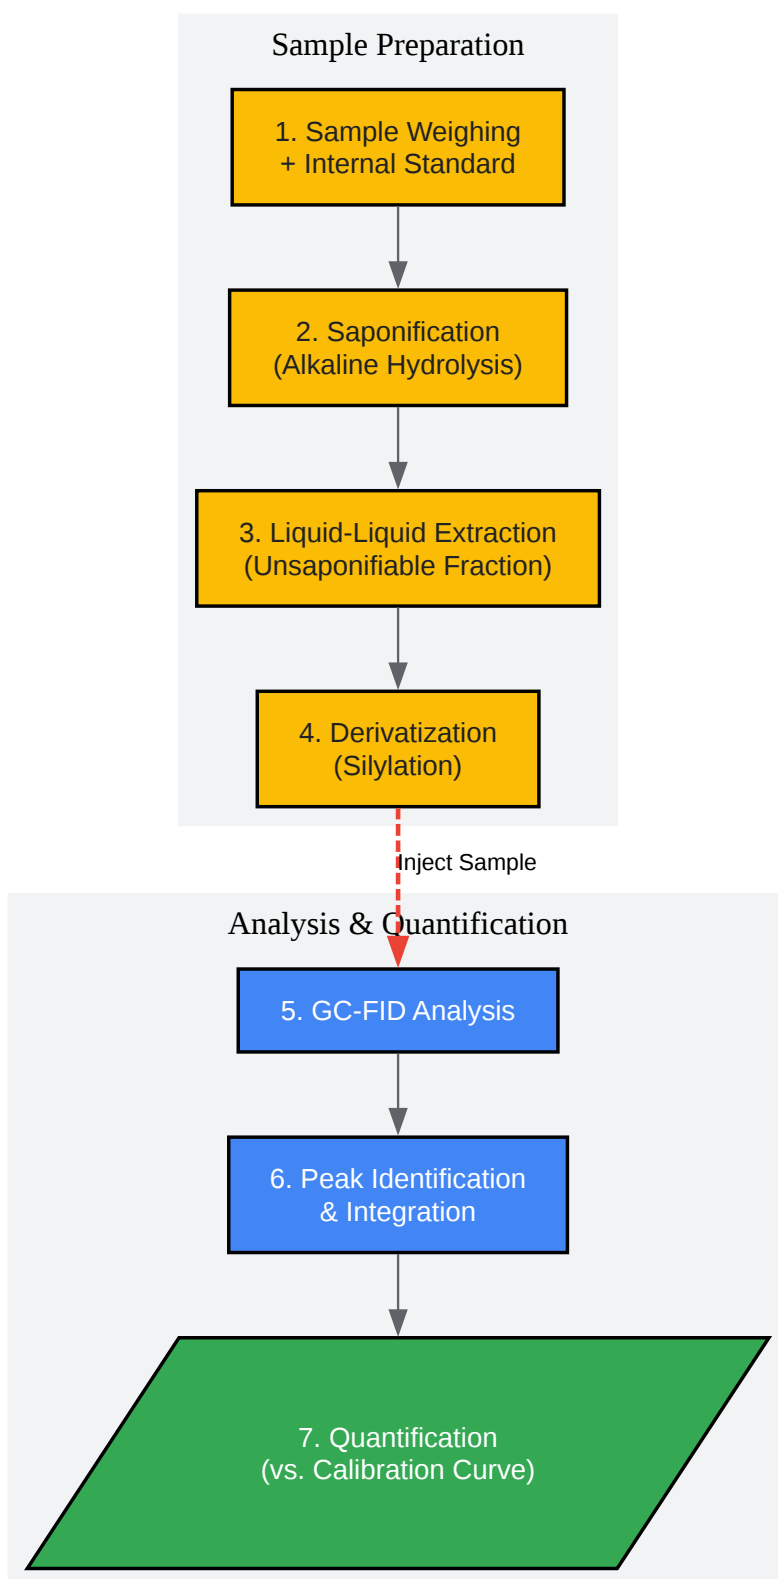 Sample Preparation
1. Sample Weighing
+ Internal Standard
2. Saponification
(Alkaline Hydrolysis)
3. Liquid-Liquid Extraction
(Unsaponifiable Fraction)
4. Derivatization
(Silylation)
Inject Sample
Analysis & Quantification
5. GC-FID Analysis
6. Peak Identification
& Integration
7. Quantification
(vs. Calibration Curve)